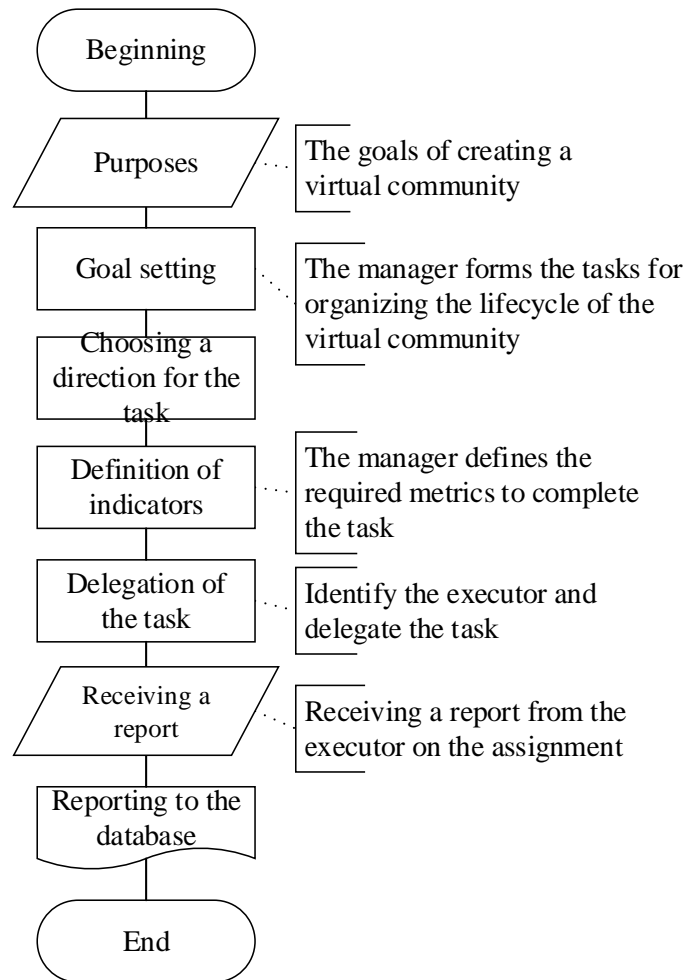 Beginning
Purposes
The goals of creating a
virtual community
Goal setting
The manager forms the tasks for
organizing the lifecycle of the
virtual community
Choosing a
direction for the
task
Definition of
indicators
The manager defines the
required metrics to complete
the task
Delegation of
the task
Identify the executor and
delegate the task
Receiving a
report
Receiving a report from the
executor on the assignment
Reporting to the
database
End